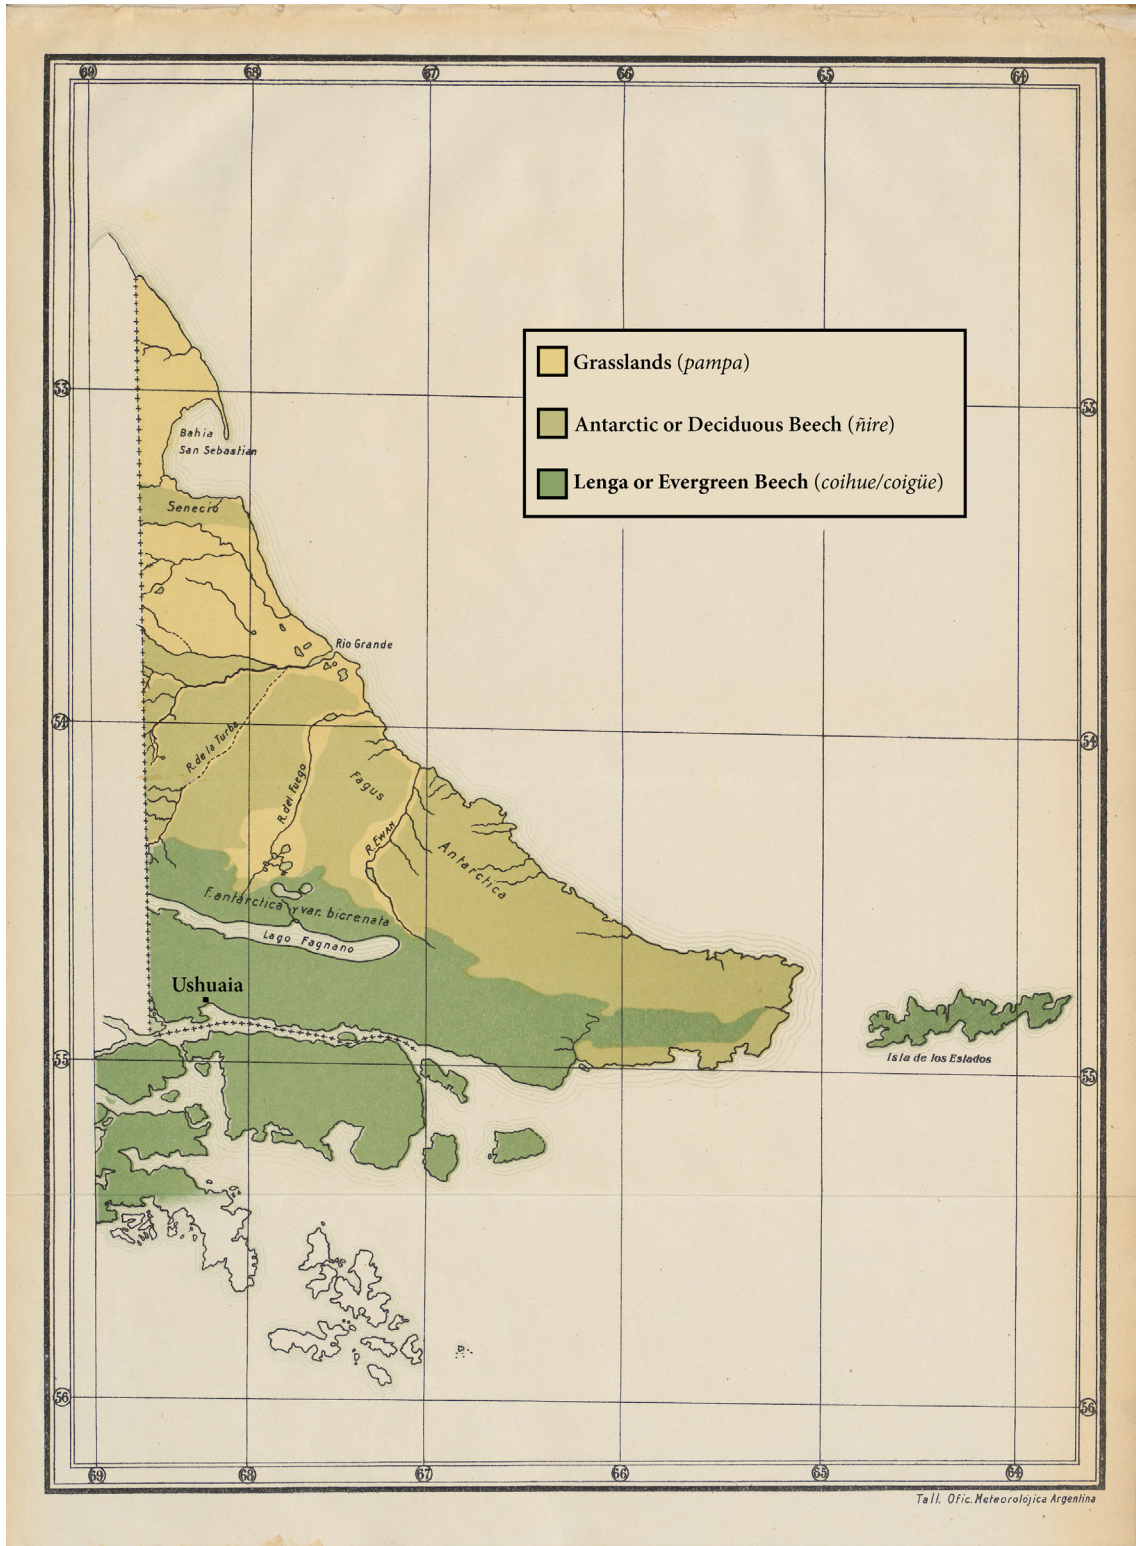 69 68 67 66 65 64
Grasslands (pampa)
53
53
Antarctic or Deciduous Beech (ñire)
Bahia
San Sebastian
Lenga or Evergreen Beech (coihue/coigüe)
Senecio
Rio Grande
54
54
R. de la Turba
R. del Fuego
Fagus
R. Ewan
Antarctica
F. antarctica y var. bicrenata
Lago Fagnano
Ushuaia
Isla de los Estados
55
55
56
56
69 68 67 66 65 64
Tall. Ofic. Meteorolójica Argentina